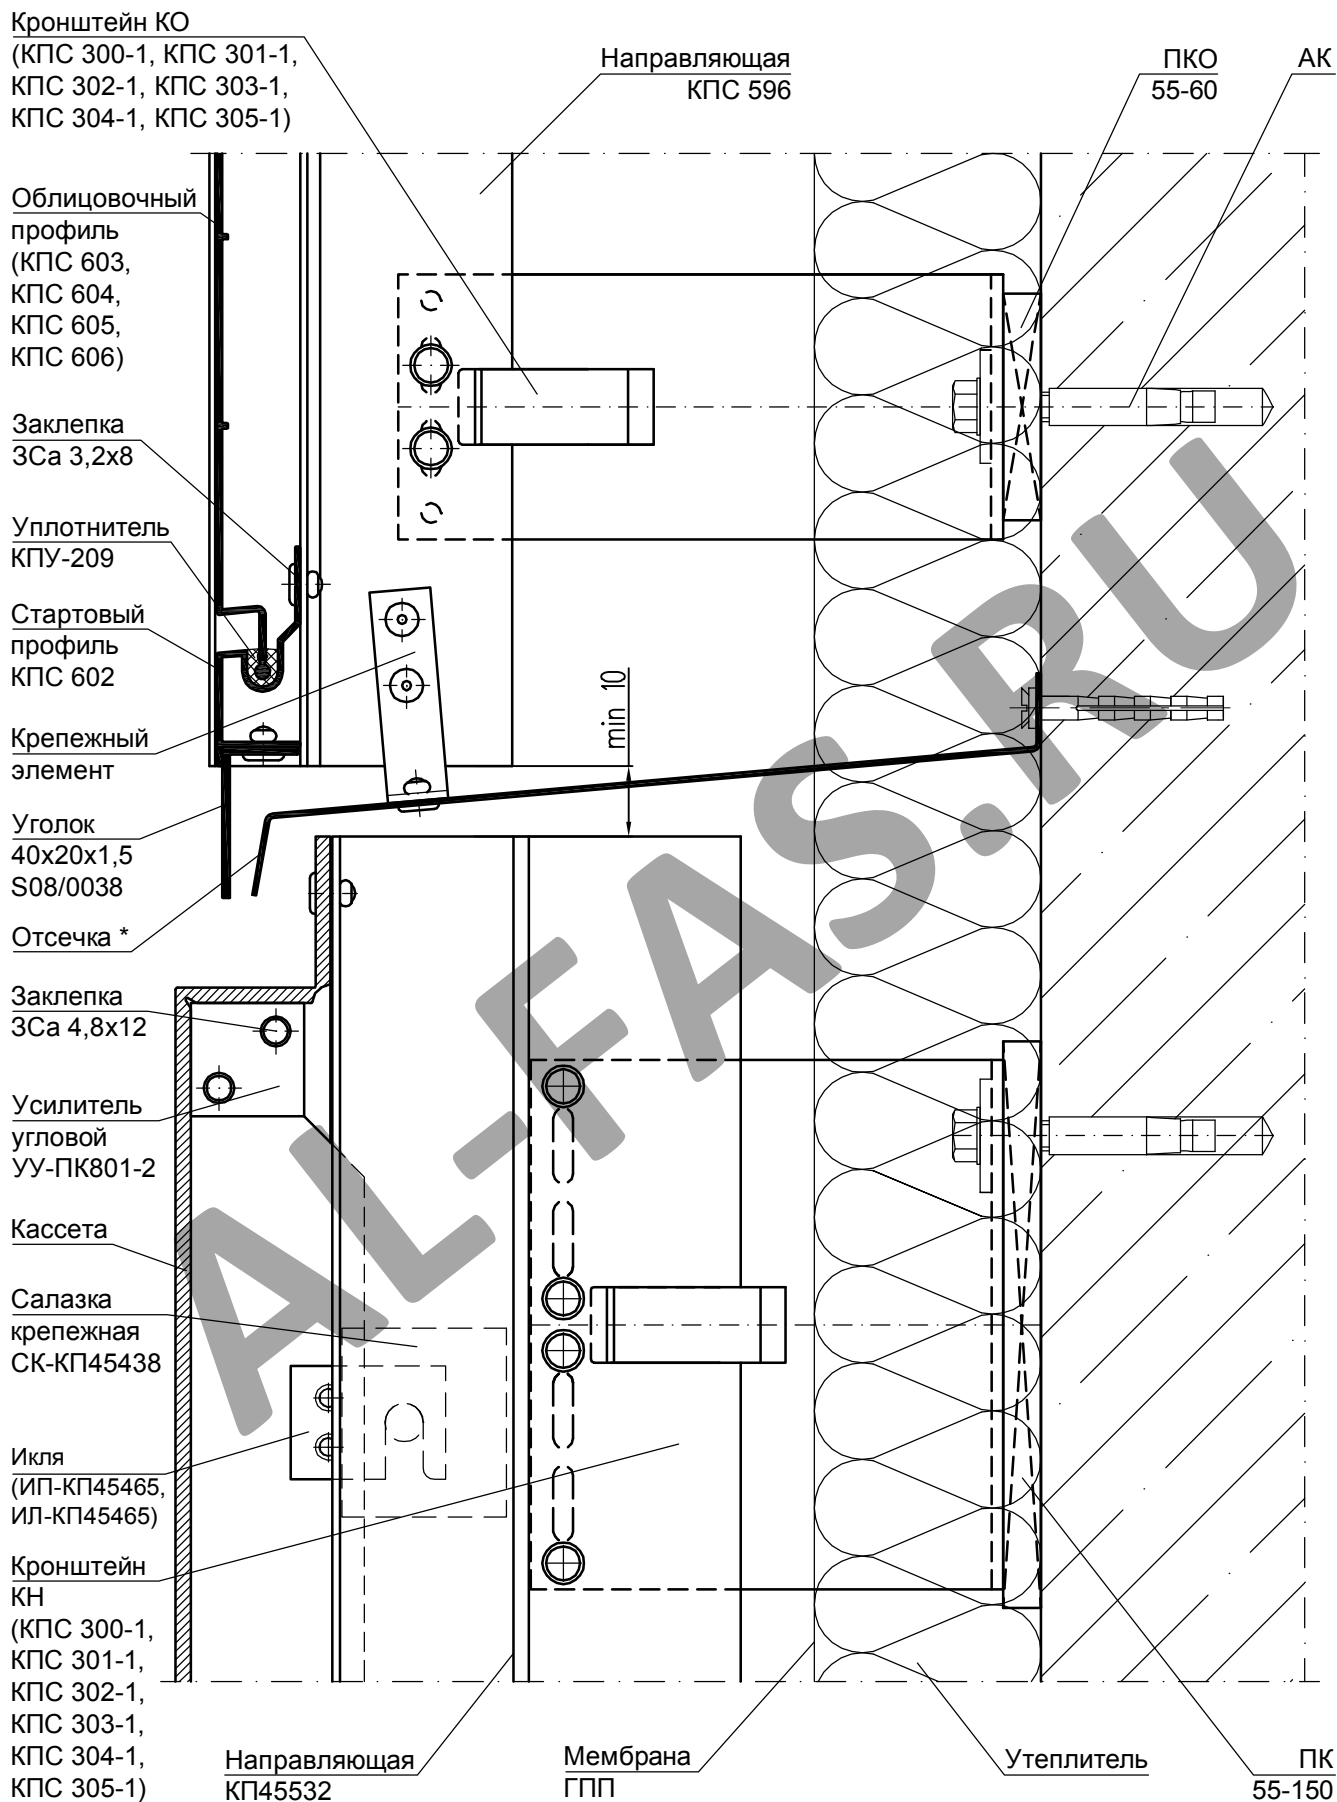 Кронштейн КО
(КПС 300-1, КПС 301-1,
КПС 302-1, КПС 303-1,
КПС 304-1, КПС 305-1)
Направляющая
КПС 596
ПКО
55-60
АК
Облицовочный
профиль
(КПС 603,
КПС 604,
КПС 605,
КПС 606)
Заклепка
ЗСа 3,2х8
Уплотнитель
КПУ-209
Стартовый
профиль
КПС 602
Крепежный
элемент
min 10
Уголок
40х20х1,5
S08/0038
Отсечка *
Заклепка
ЗСа 4,8х12
Усилитель
угловой
УУ-ПК801-2
Кассета
Салазка
крепежная
СК-КП45438
Икля
(ИП-КП45465,
ИЛ-КП45465)
Кронштейн
КН
(КПС 300-1,
КПС 301-1,
КПС 302-1,
КПС 303-1,
КПС 304-1,
КПС 305-1)
Направляющая
КП45532
Мембрана
ГПП
Утеплитель
ПК
55-150
AL-FAS.RU